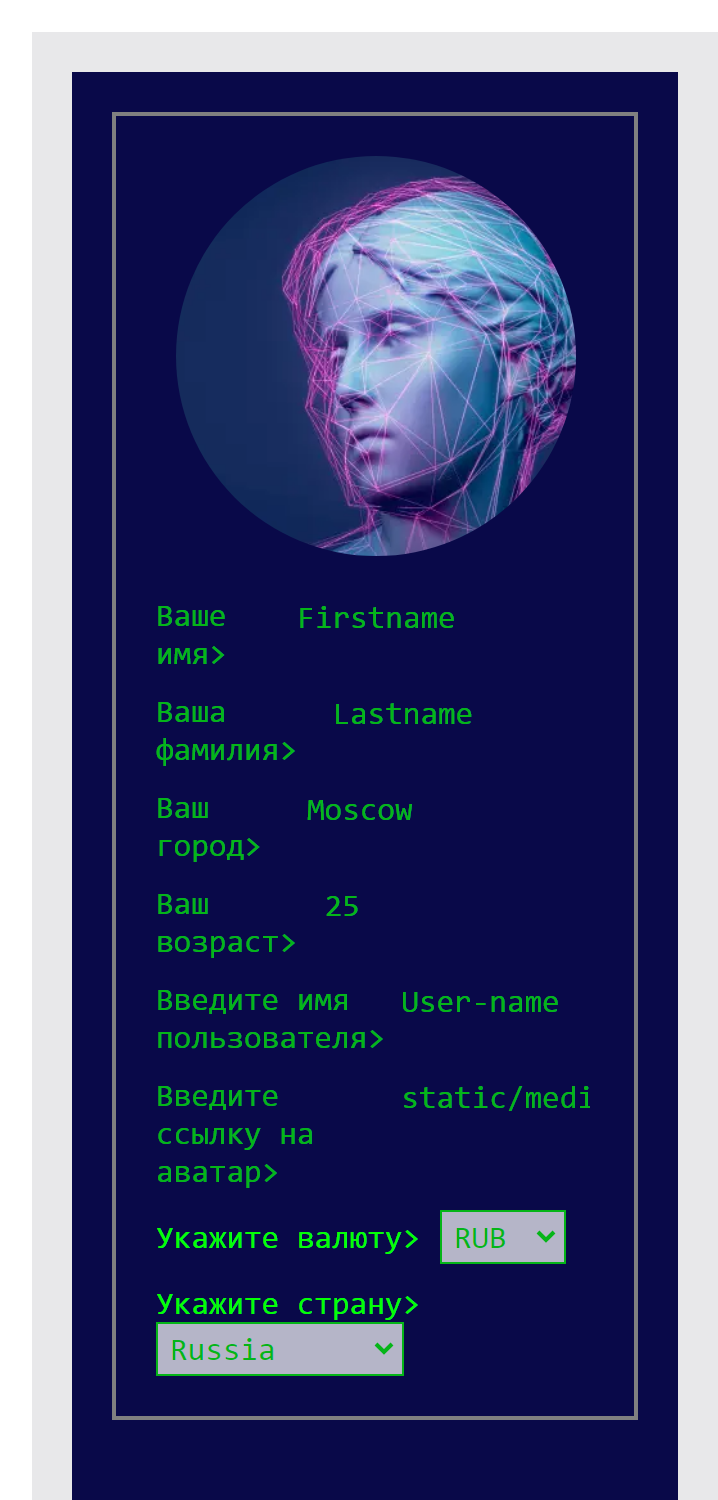 Ваше Firstname
имя>
Ваша Lastname
фамилия>
Ваш Moscow
город>
Ваш 25
возраст>
Введите имя User-name
пользователя>
Введите static/medi
ссылку на
аватар>
Укажите валюту> RUB
Укажите страну>
Russia